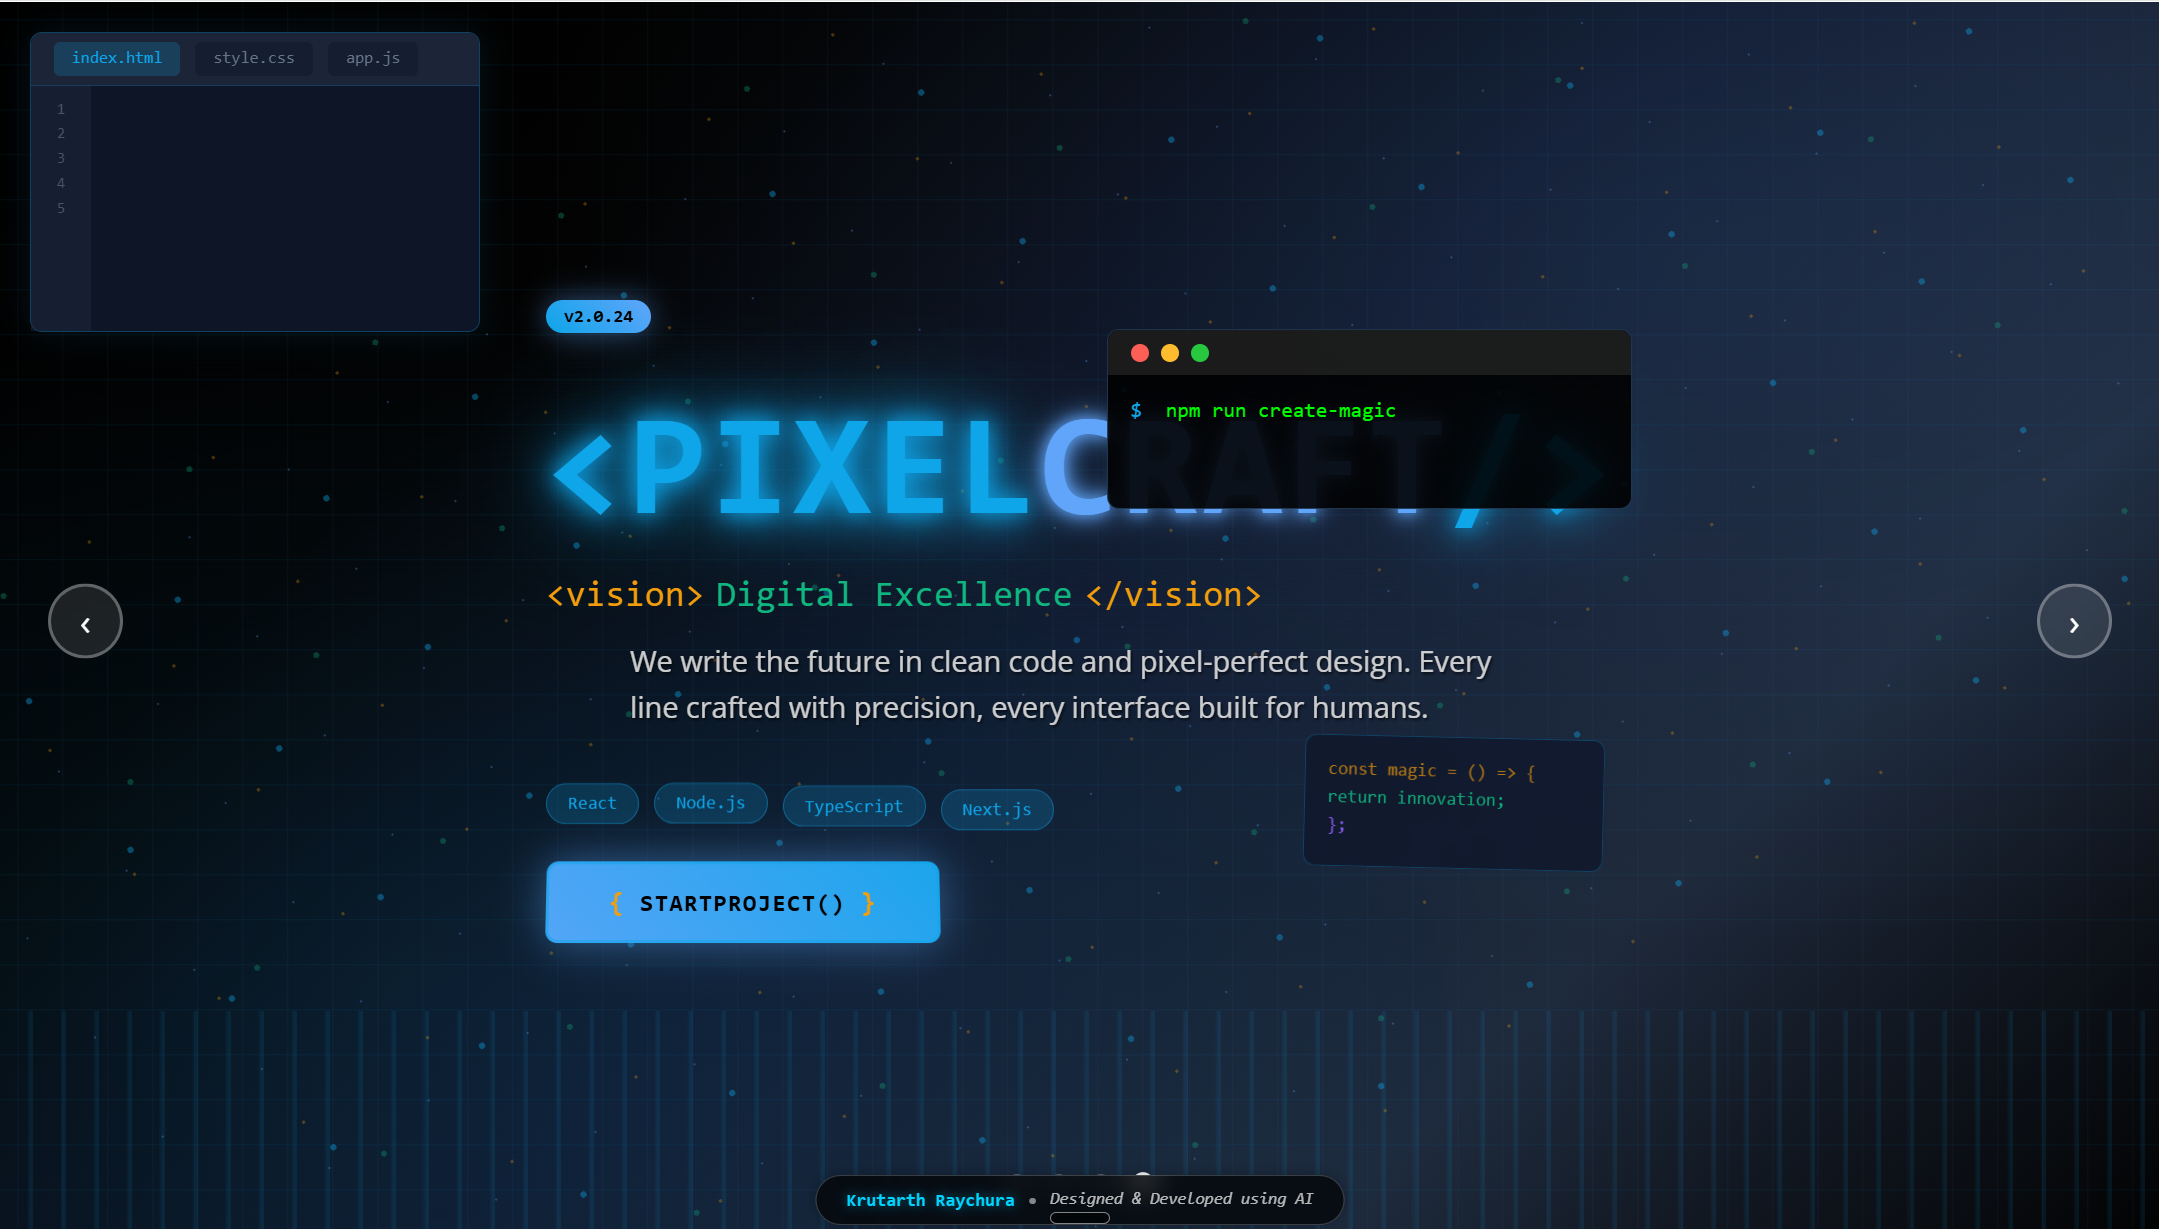 index.html style.css app.js
1
2
3
4
5
v2.0.24
$ npm run create-magic
<PIXELCRAFT/>
<vision> Digital Excellence </vision>
We write the future in clean code and pixel-perfect design. Every
line crafted with precision, every interface built for humans.
const magic = () => {
return innovation;
};
React Node.js TypeScript Next.js
{ STARTPROJECT() }
‹
›
Krutarth Raychura • Designed & Developed using AI